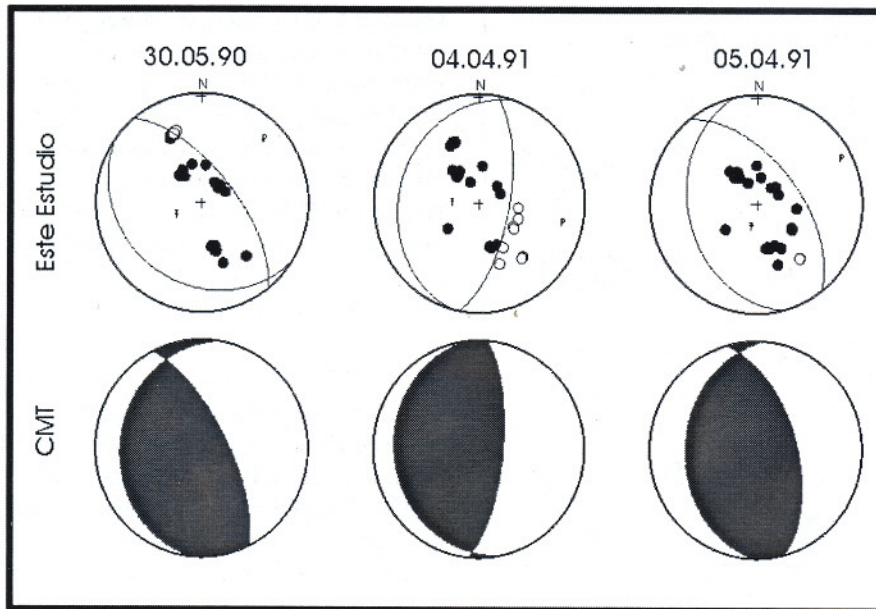 30.05.90 04.04.91 05.04.91
N N N
Este Estudio
P P P
T T T
CMT